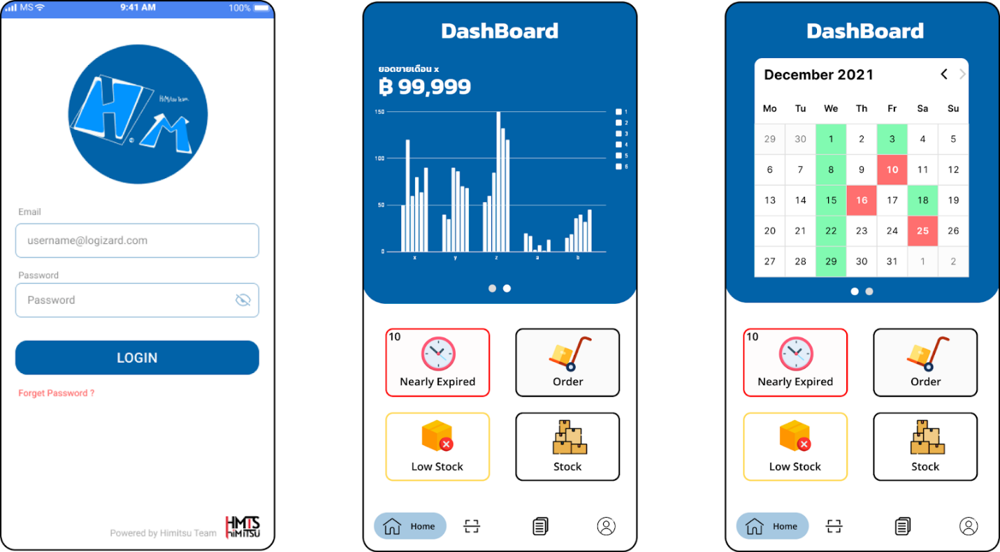 MS
9:41 AM
100%
H.M
HiMitsu Team
Email
username@logizard.com
Password
Password
LOGIN
Forget Password ?
Powered by Himitsu Team
HMTS
HiMITSU
DashBoard
ยอดขายเดือน x
฿ 99,999
150
100
50
0
x y z a b
1
2
3
4
5
6
10
Nearly Expired
Order
Low Stock
Stock
Home
DashBoard
December 2021
Mo Tu We Th Fr Sa Su
29 30 1 2 3 4 5
6 7 8 9 10 11 12
13 14 15 16 17 18 19
20 21 22 23 24 25 26
27 28 29 30 31 1 2
10
Nearly Expired
Order
Low Stock
Stock
Home